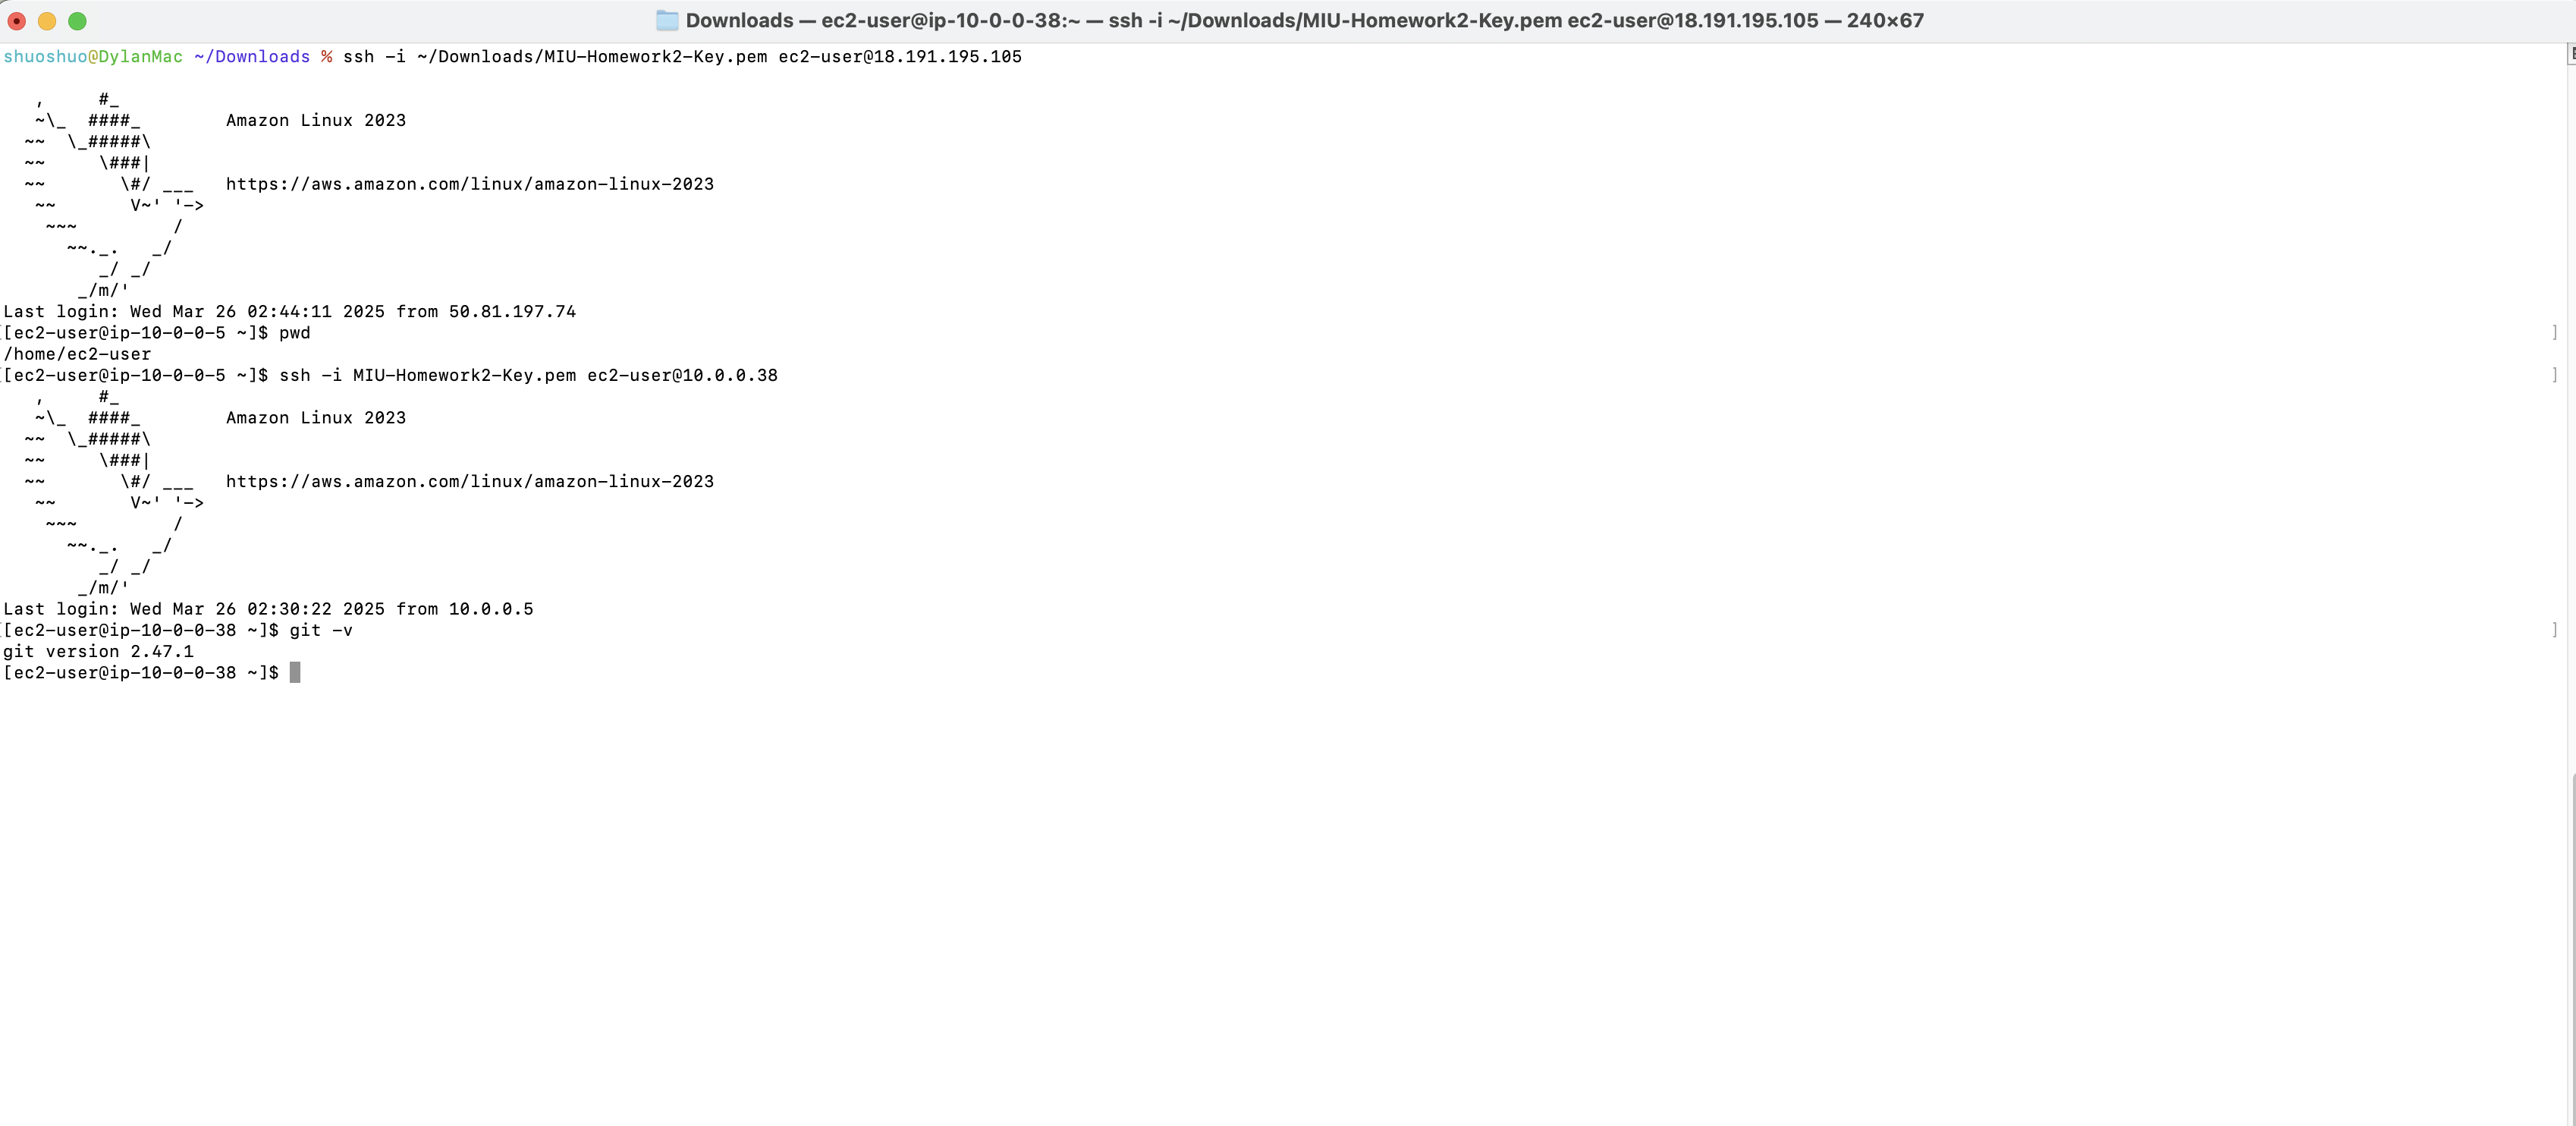 Downloads — ec2-user@ip-10-0-0-38:~ — ssh -i ~/Downloads/MIU-Homework2-Key.pem ec2-user@18.191.195.105 — 240×67
shuoshuo@DylanMac ~/Downloads % ssh -i ~/Downloads/MIU-Homework2-Key.pem ec2-user@18.191.195.105
   ,     #_
   ~\_  ####_        Amazon Linux 2023
  ~~  \_#####\
  ~~     \###|
  ~~       \#/ ___   https://aws.amazon.com/linux/amazon-linux-2023
   ~~       V~' '->
    ~~~         /
      ~~._.   _/
         _/ _/
       _/m/'
Last login: Wed Mar 26 02:44:11 2025 from 50.81.197.74
[[ec2-user@ip-10-0-0-5 ~]$ pwd ]
/home/ec2-user
[[ec2-user@ip-10-0-0-5 ~]$ ssh -i MIU-Homework2-Key.pem ec2-user@10.0.0.38 ]
   ,     #_
   ~\_  ####_        Amazon Linux 2023
  ~~  \_#####\
  ~~     \###|
  ~~       \#/ ___   https://aws.amazon.com/linux/amazon-linux-2023
   ~~       V~' '->
    ~~~         /
      ~~._.   _/
         _/ _/
       _/m/'
Last login: Wed Mar 26 02:30:22 2025 from 10.0.0.5
[[ec2-user@ip-10-0-0-38 ~]$ git -v ]
git version 2.47.1
[ec2-user@ip-10-0-0-38 ~]$